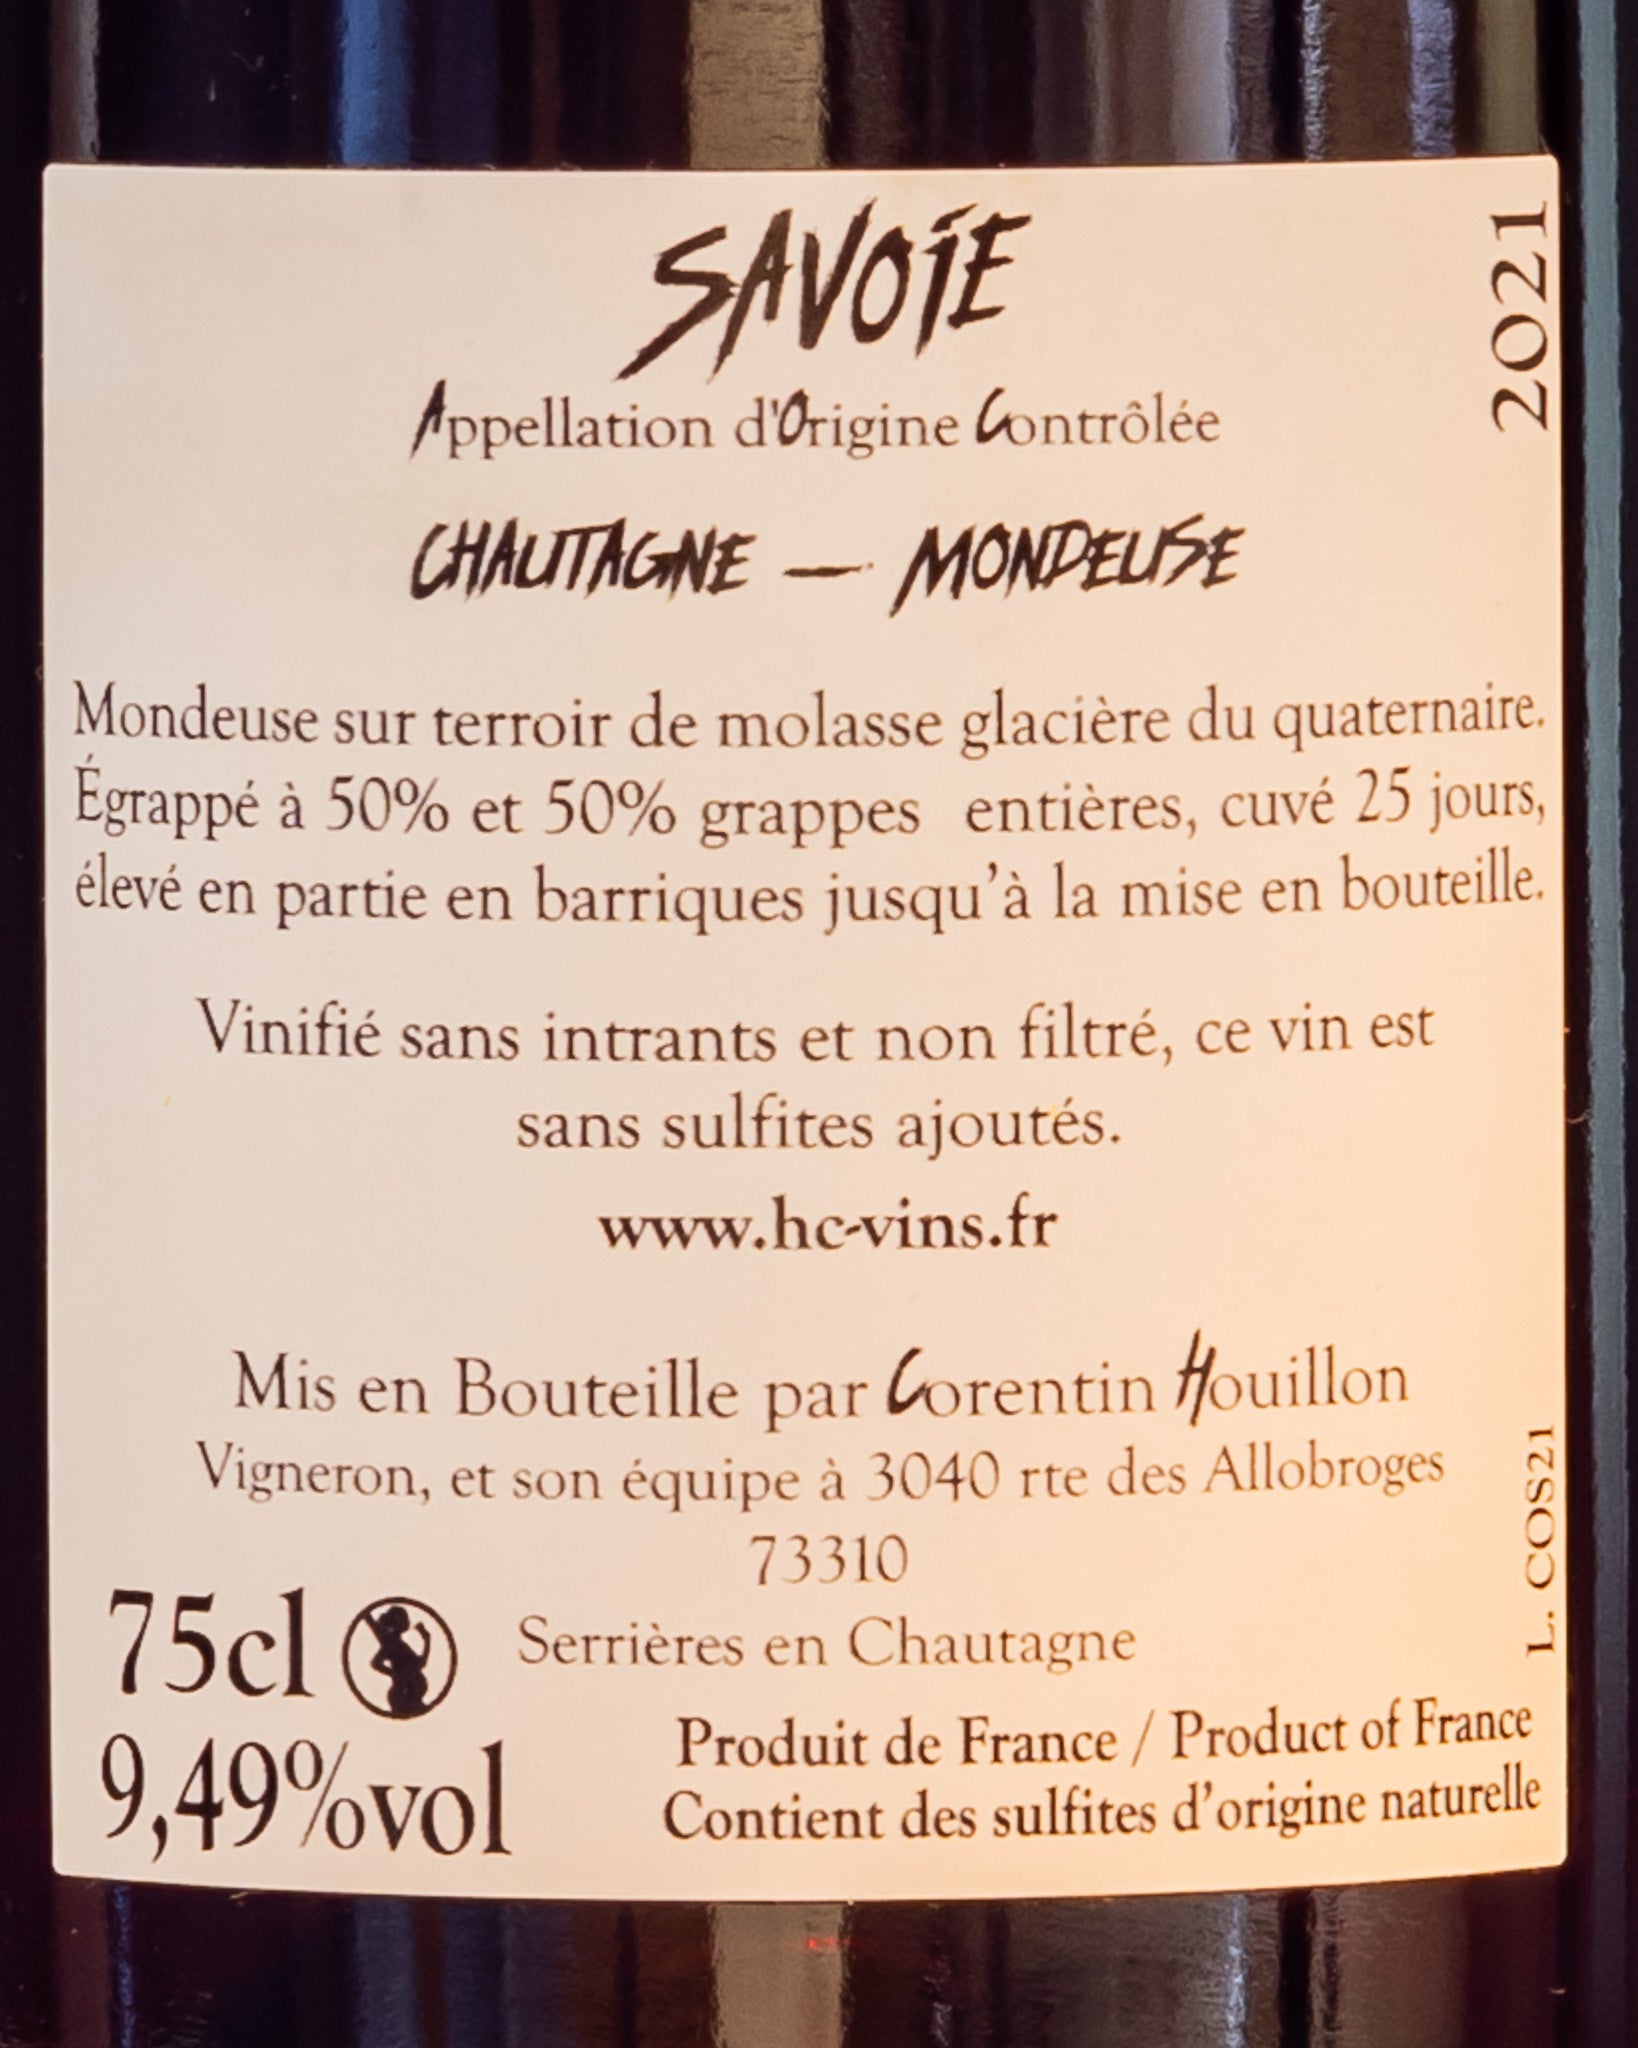 SAVOIE
2021
Appellation d'Origine Contrôlée
CHAUTAGNE — MONDEUSE
Mondeuse sur terroir de molasse glacière du quaternaire.
Égrappé à 50% et 50% grappes entières, cuvé 25 jours,
élevé en partie en barriques jusqu’à la mise en bouteille.
Vinifié sans intrants et non filtré, ce vin est
sans sulfites ajoutés.
www.hc-vins.fr
Mis en Bouteille par Corentin Houillon
Vigneron, et son équipe à 3040 rte des Allobroges
73310
Serrières en Chautagne
L. COS21
75cl
9,49%vol
Produit de France / Product of France
Contient des sulfites d’origine naturelle